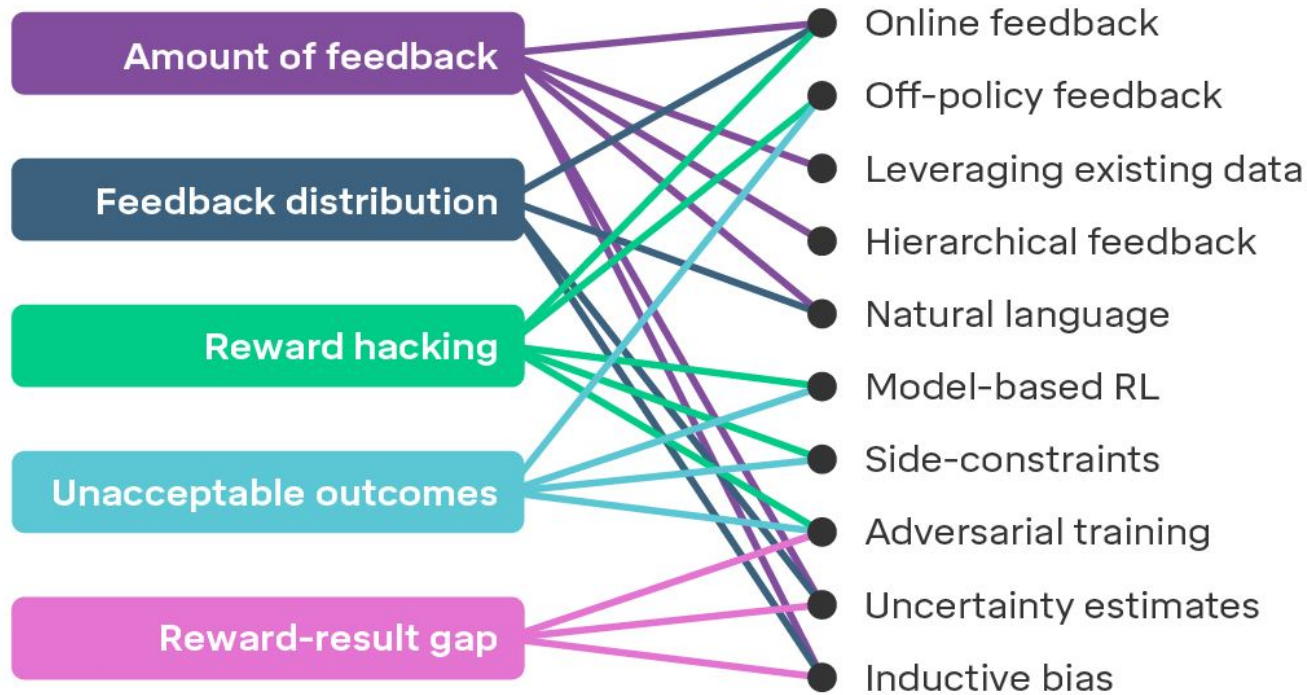 Amount of feedback
Feedback distribution
Reward hacking
Unacceptable outcomes
Reward-result gap
Online feedback
Off-policy feedback
Leveraging existing data
Hierarchical feedback
Natural language
Model-based RL
Side-constraints
Adversarial training
Uncertainty estimates
Inductive bias